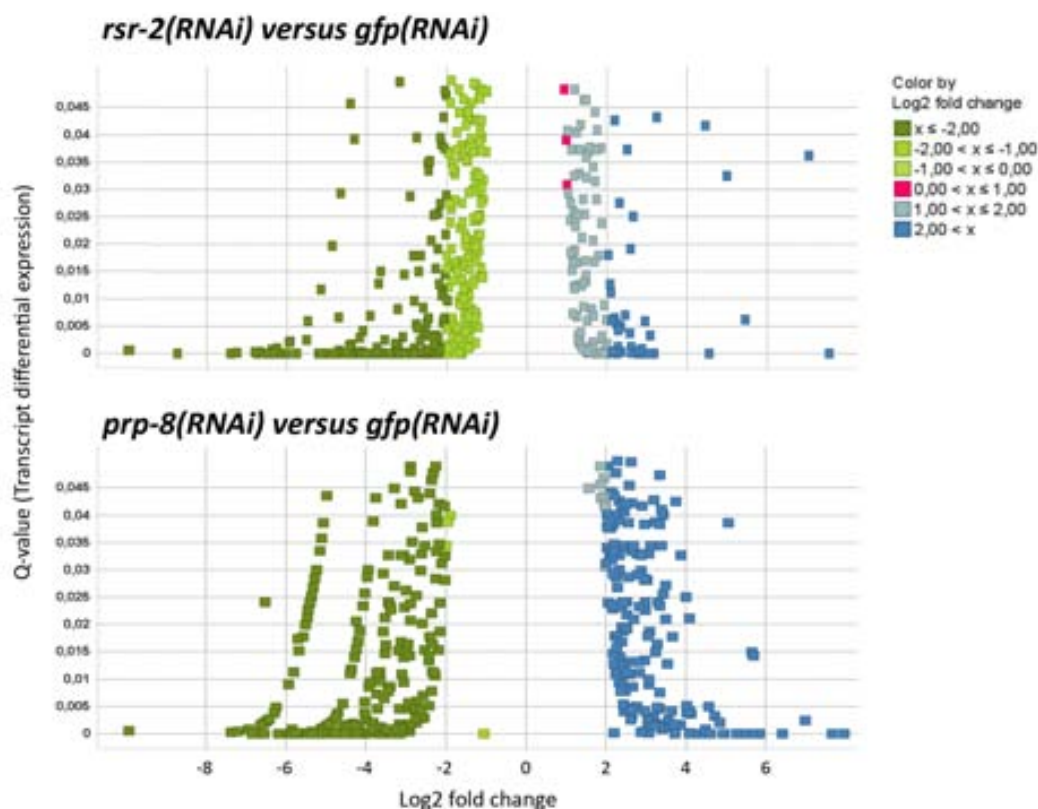 rsr-2(RNAi) versus gfp(RNAi)
Color by
Log2 fold change
x ≤ -2,00
-2,00 < x ≤ -1,00
-1,00 < x ≤ 0,00
0,00 < x ≤ 1,00
1,00 < x ≤ 2,00
2,00 < x
0,045
0,04
0,035
0,03
0,025
0,02
0,015
0,01
0,005
0
Q-value (Transcript differential expression)
prp-8(RNAi) versus gfp(RNAi)
0,045
0,04
0,035
0,03
0,025
0,02
0,015
0,01
0,005
0
-8 -6 -4 -2 0 2 4 6
Log2 fold change